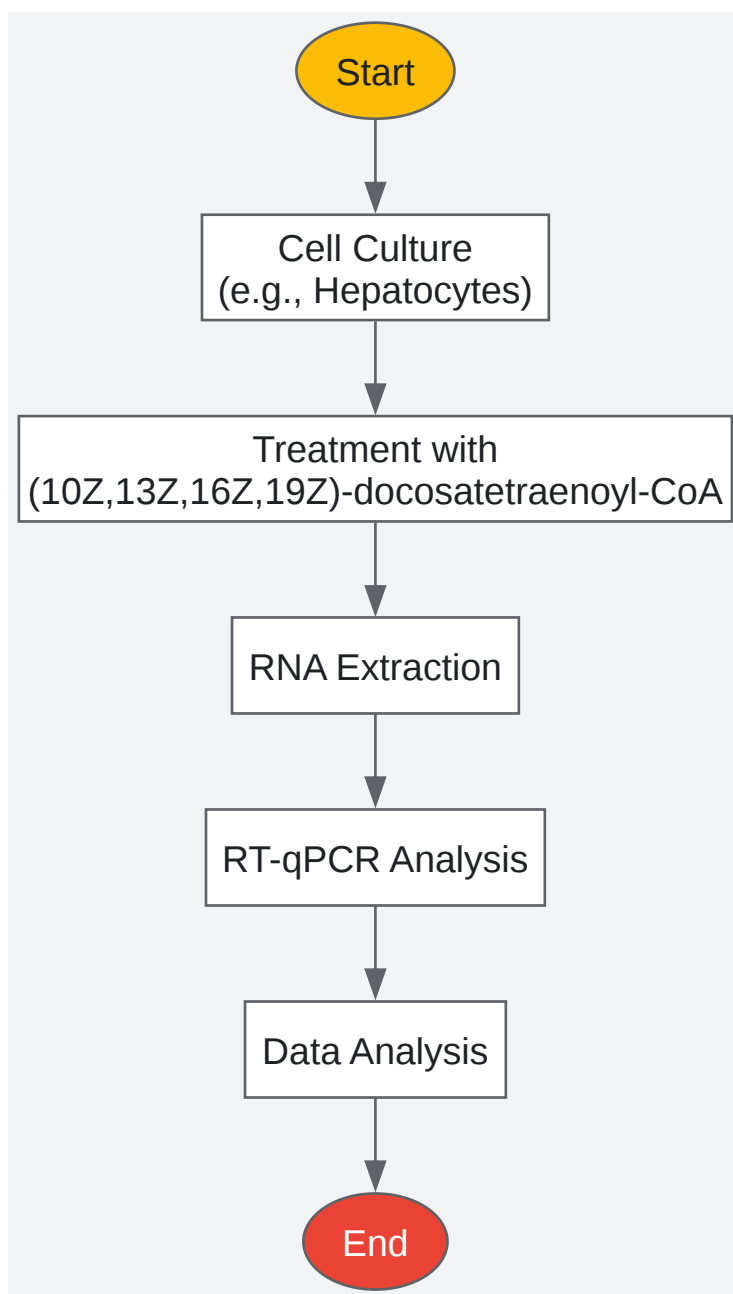 Start
Cell Culture
(e.g., Hepatocytes)
Treatment with
(10Z,13Z,16Z,19Z)-docosatetraenoyl-CoA
RNA Extraction
RT-qPCR Analysis
Data Analysis
End